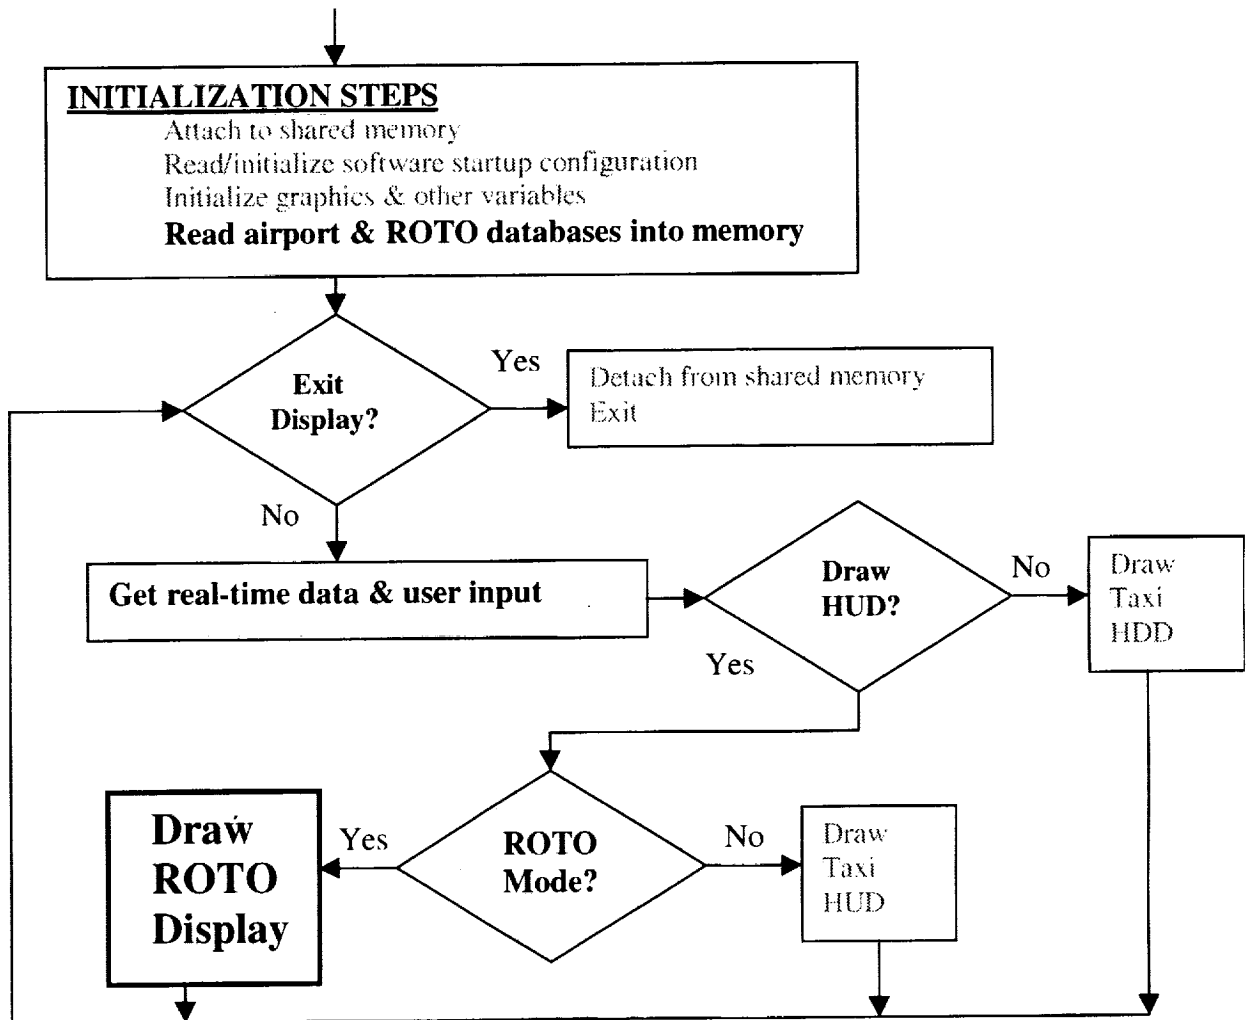 INITIALIZATION STEPS
Attach to shared memory
Read/initialize software startup configuration
Initialize graphics & other variables
Read airport & ROTO databases into memory
Exit
Display?
Yes
Detach from shared memory
Exit
No
Get real-time data & user input
Draw
HUD?
No
Draw
Taxi
HDD
Yes
Draw
ROTO
Display
Yes
ROTO
Mode?
No
Draw
Taxi
HUD